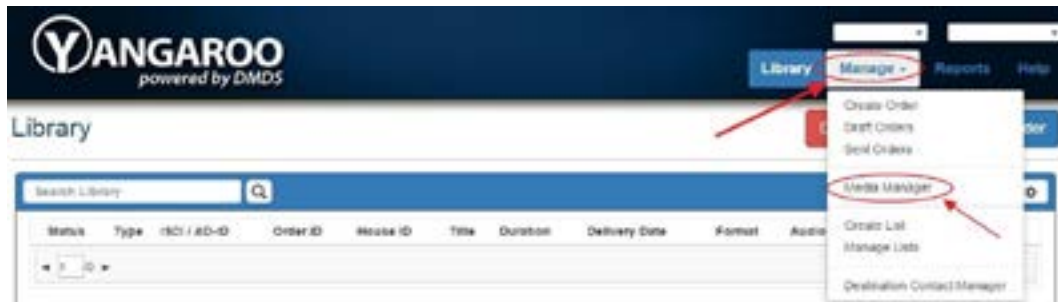 YANGAROO
powered by DMDS
Library Manage Reports Help
Library
Create Order
Draft Orders
Sent Orders
Search Library
Media Manager
Status Type ISCI / AD-ID Order ID House ID Title Duration Delivery Date Format Audio
Create List
Manage Lists
Destination Contact Manager